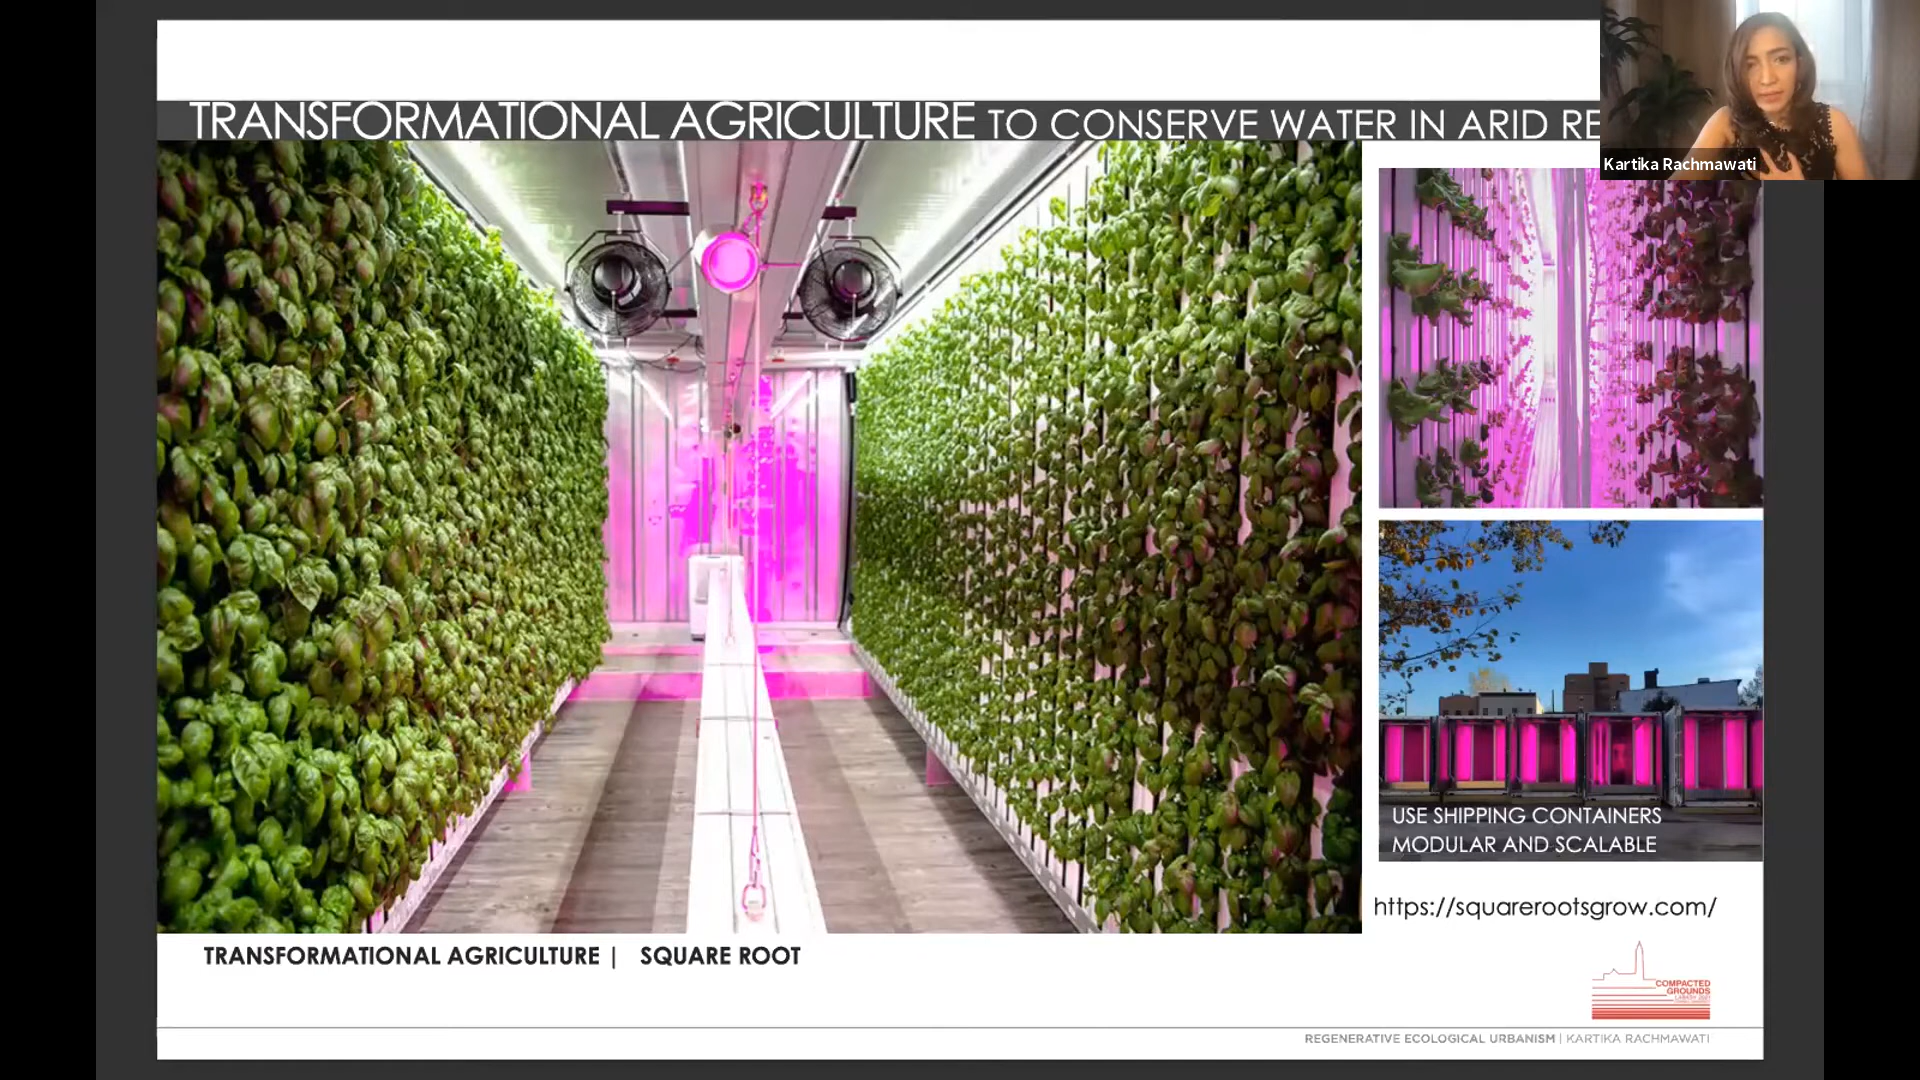 TRANSFORMATIONAL AGRICULTURE TO CONSERVE WATER IN ARID RE
Kartika Rachmawati
USE SHIPPING CONTAINERS
MODULAR AND SCALABLE
https://squarerootsgrow.com/
TRANSFORMATIONAL AGRICULTURE | SQUARE ROOT
COMPACTED
GROUNDS
REGENERATIVE ECOLOGICAL URBANISM | KARTIKA RACHMAWATI